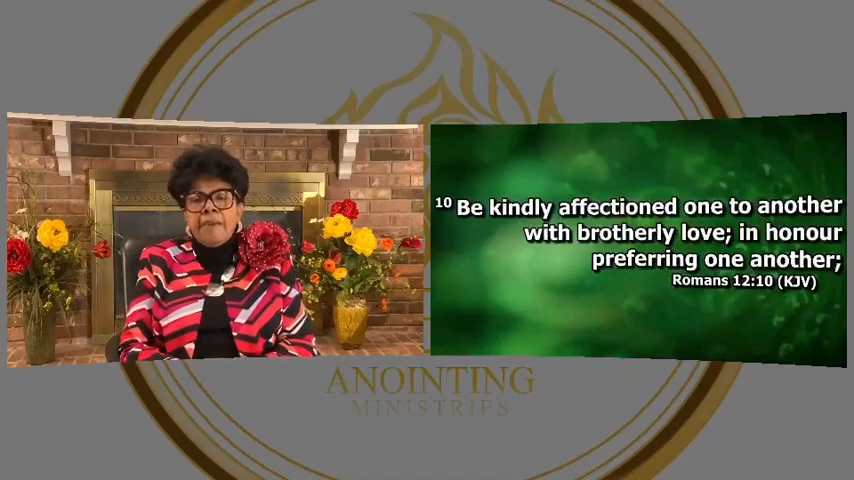 ¹⁰ Be kindly affectioned one to another
with brotherly love; in honour
preferring one another;
Romans 12:10 (KJV)
ANOINTING
MINISTRIES